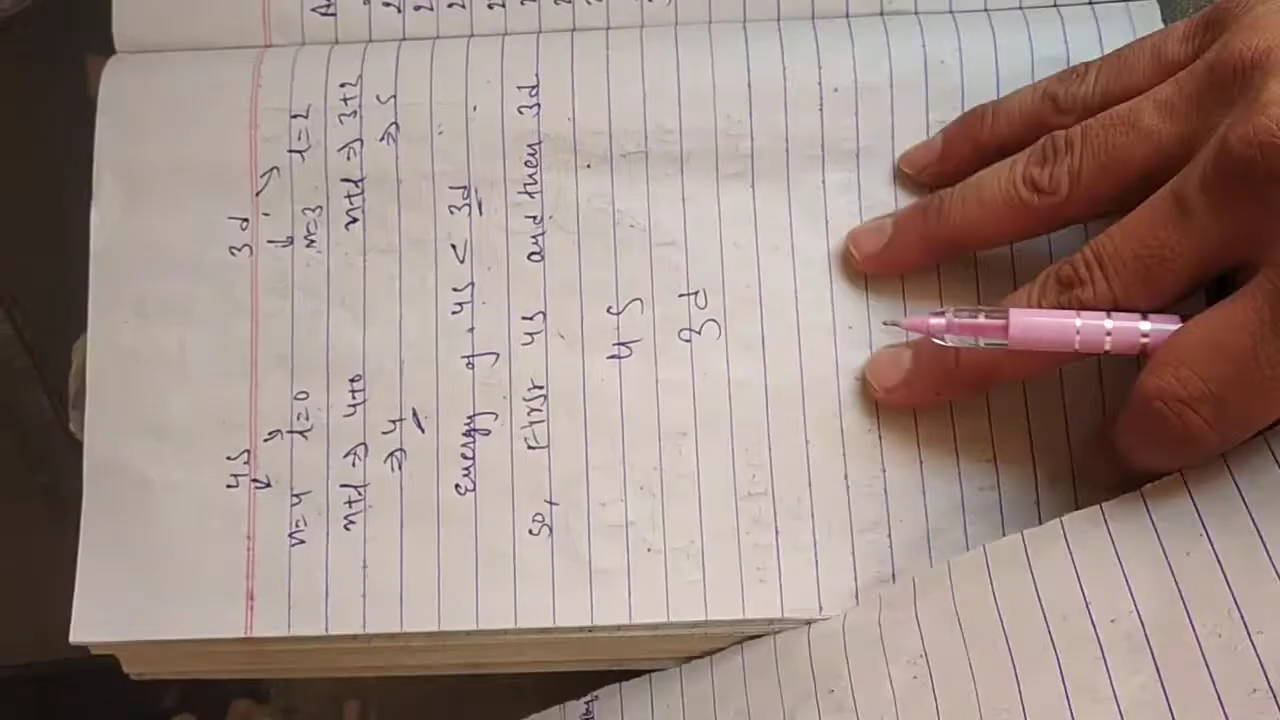 4S 3d
n=4 l=0 n=3 l=2
n+l ⇒ 4+0 n+l ⇒ 3+2
⇒ 4 ⇒ 5
Energy of 4S < 3d
So, First 4S and then 3d
4S
3d